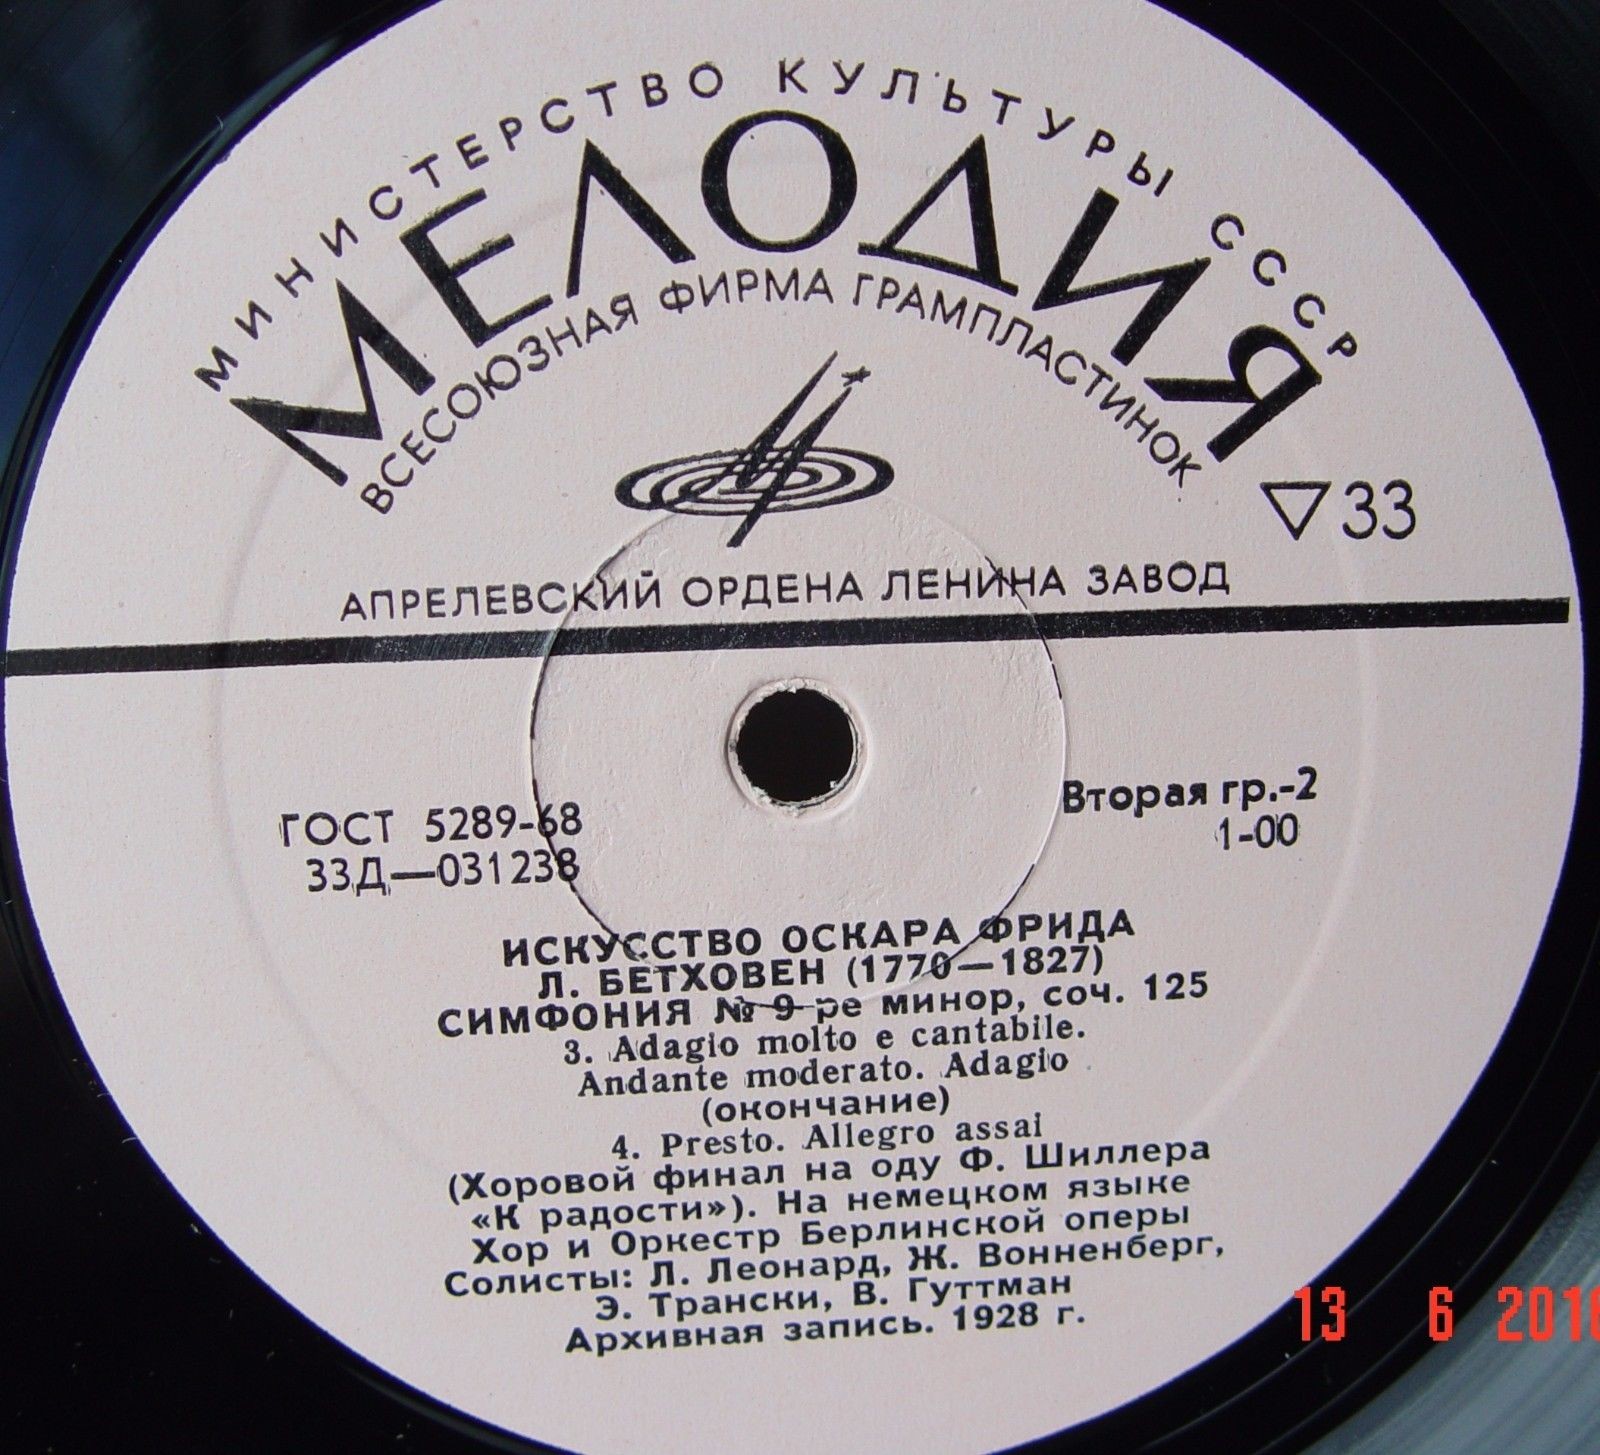 МИНИСТЕРСТВО КУЛЬТУРЫ СССР
МЕЛОДИЯ
ВСЕСОЮЗНАЯ ФИРМА ГРАМПЛАСТИНОК
▽33
АПРЕЛЕВСКИЙ ОРДЕНА ЛЕНИНА ЗАВОД
ГОСТ 5289-68
33Д—031238
Вторая гр.-2
1-00
ИСКУССТВО ОСКАРА ФРИДА
Л. БЕТХОВЕН (1770—1827)
СИМФОНИЯ № 9 ре минор, соч. 125
3. Adagio molto e cantabile.
Andante moderato. Adagio
(окончание)
4. Presto. Allegro assai
(Хоровой финал на оду Ф. Шиллера
«К радости»). На немецком языке
Хор и Оркестр Берлинской оперы
Солисты: Л. Леонард, Ж. Вонненберг,
Э. Трански, В. Гуттман
Архивная запись. 1928 г.
13 6 2016